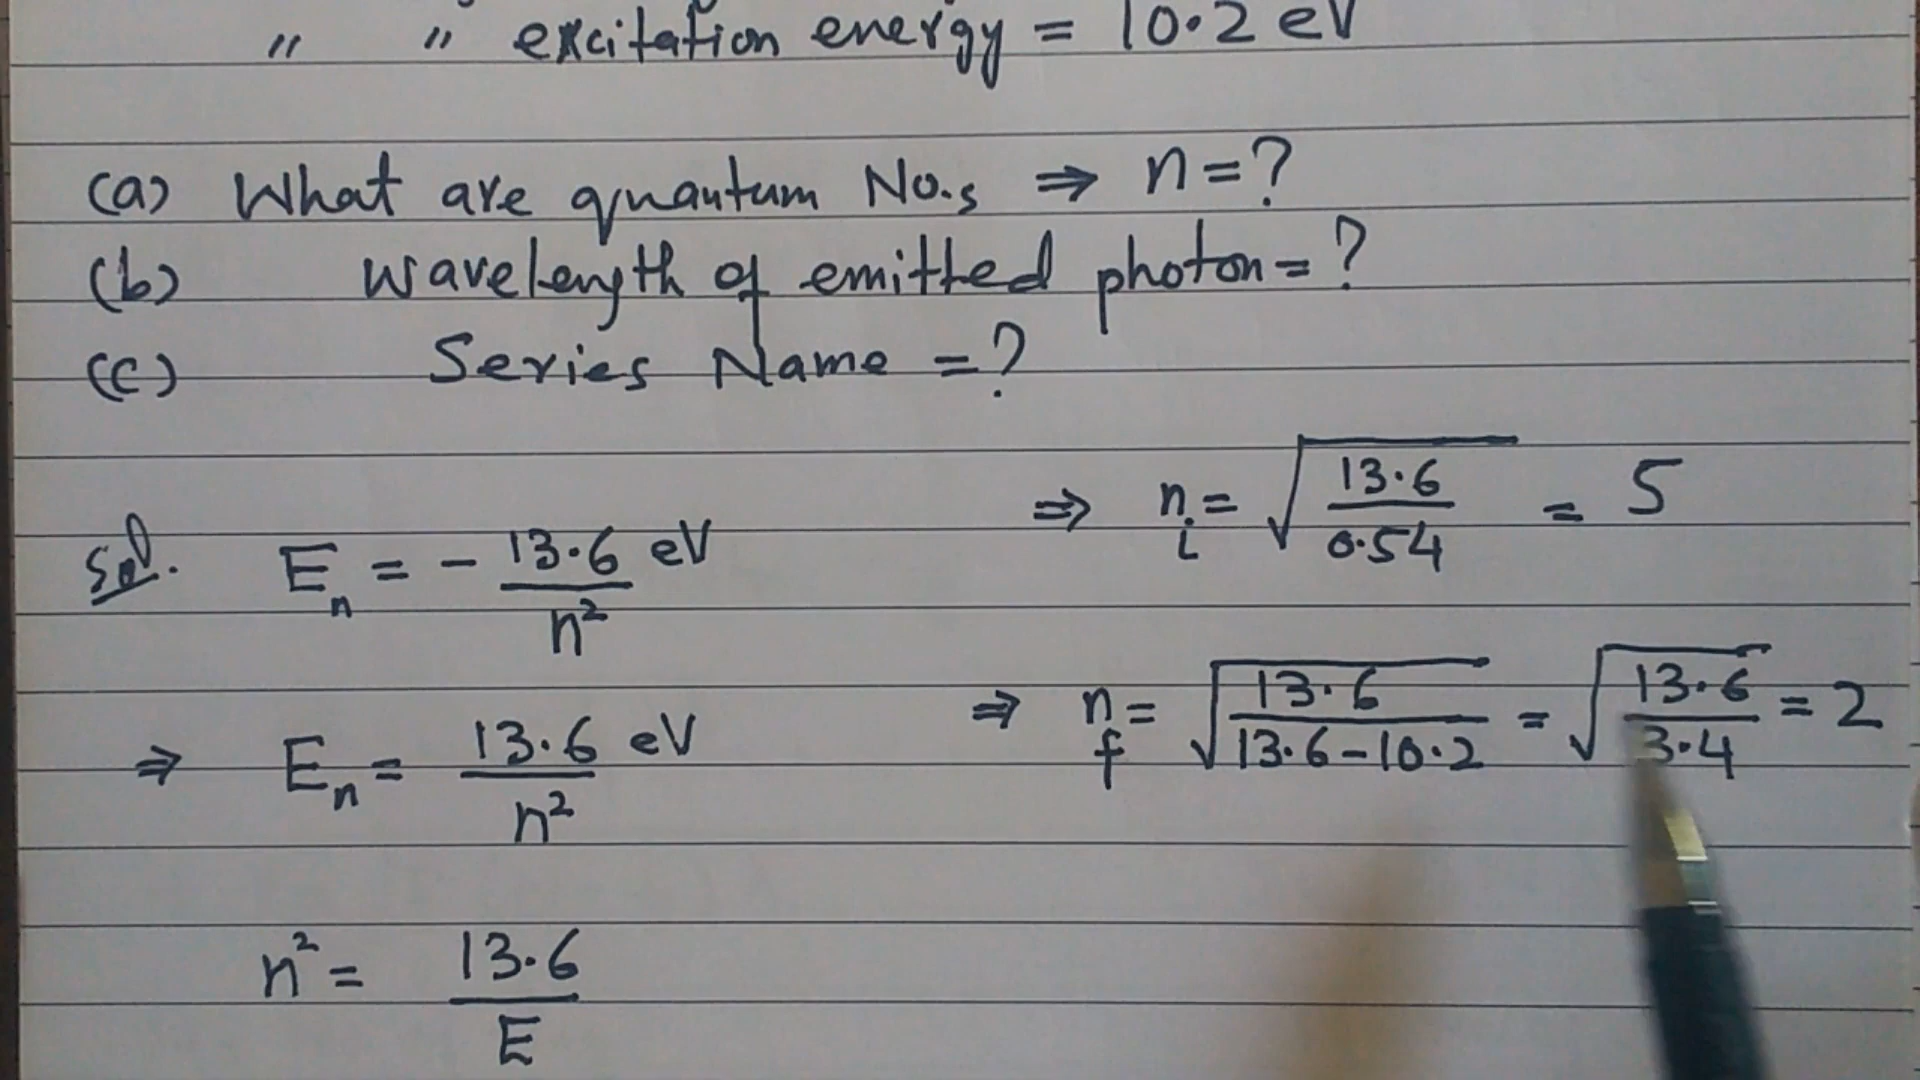 " " excitation energy = 10.2 eV
(a) What are quantum No.s ⇒ n = ?
(b) Wavelength of emitted photon = ?
(c) Series Name = ?
⇒ nᵢ = √(13.6/0.54) = 5
Sol. Eₙ = - 13.6 eV / n²
⇒ n_f = √(13.6/(13.6-10.2)) = √(13.6/3.4) = 2
⇒ Eₙ = 13.6 eV / n²
n² = 13.6 / E